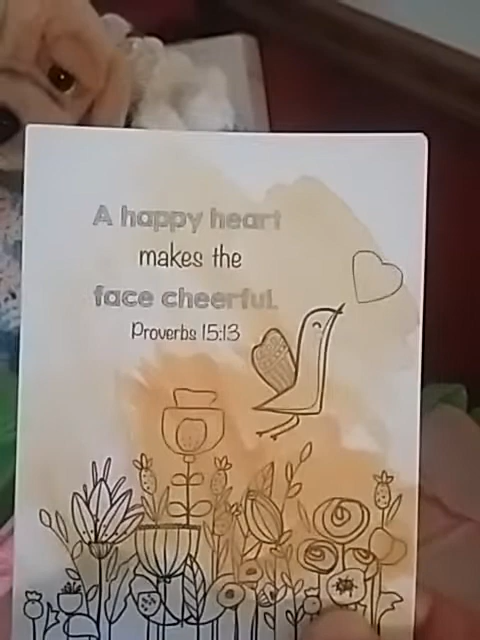 A happy heart
makes the
face cheerful.
Proverbs 15:13